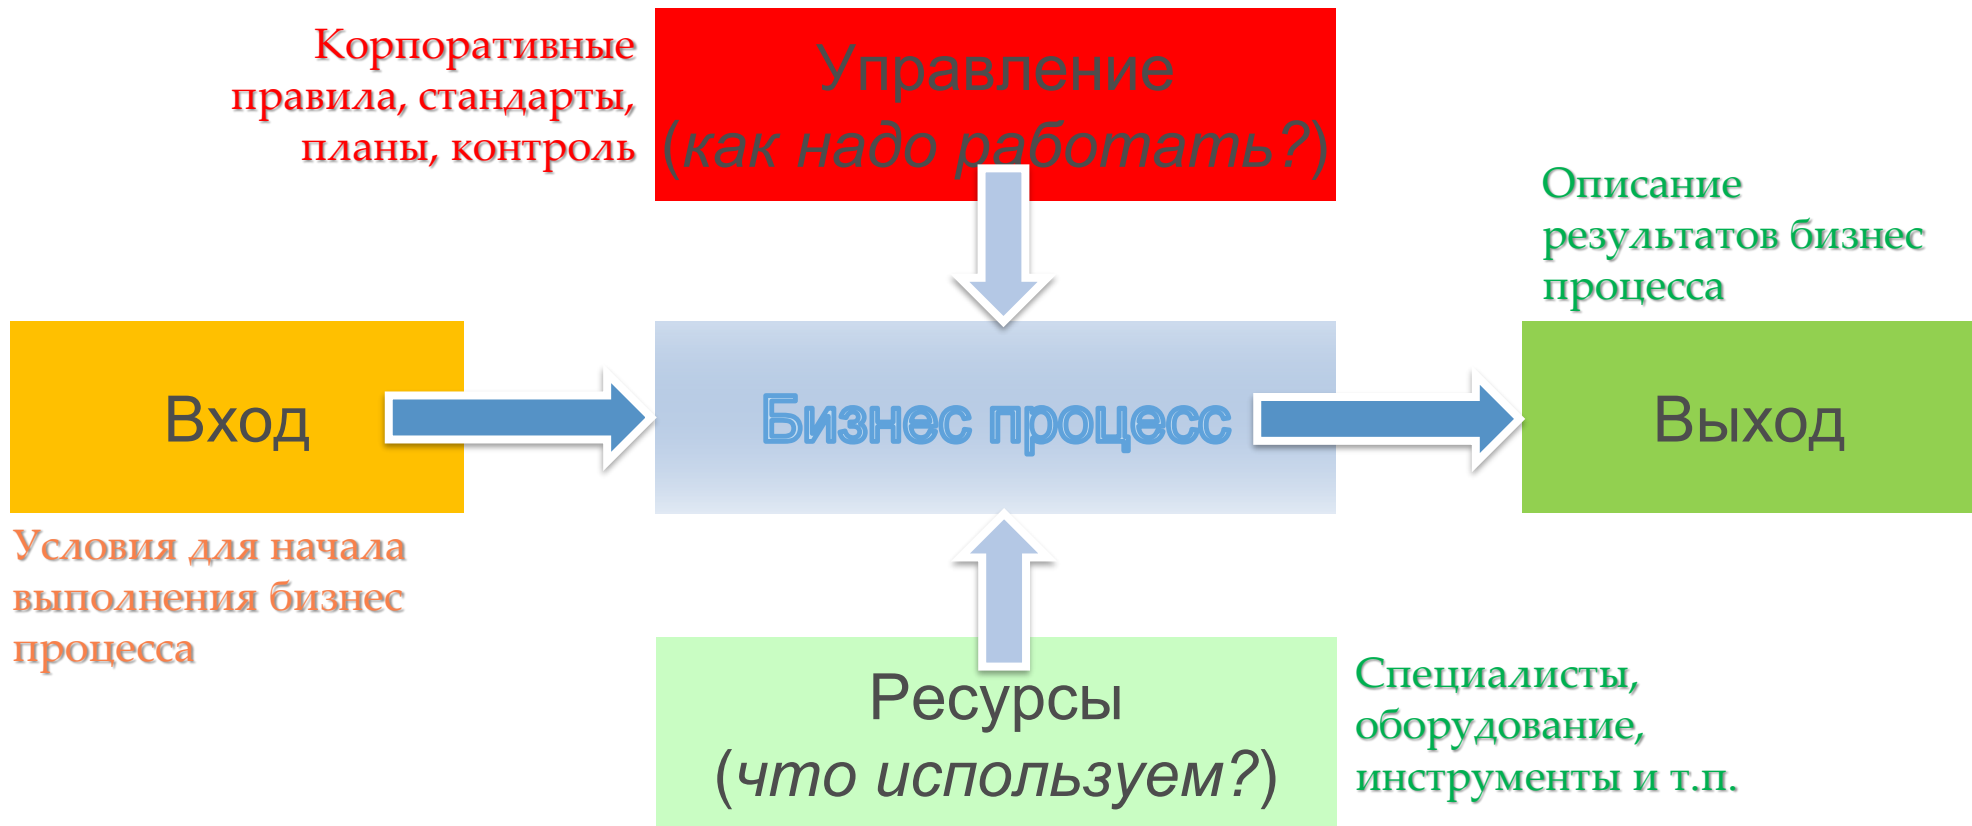 Корпоративные
правила, стандарты,
планы, контроль
Управление
(как надо работать?)
Описание
результатов бизнес
процесса
Вход
Бизнес процесс
Выход
Условия для начала
выполнения бизнес
процесса
Ресурсы
(что используем?)
Специалисты,
оборудование,
инструменты и т.п.